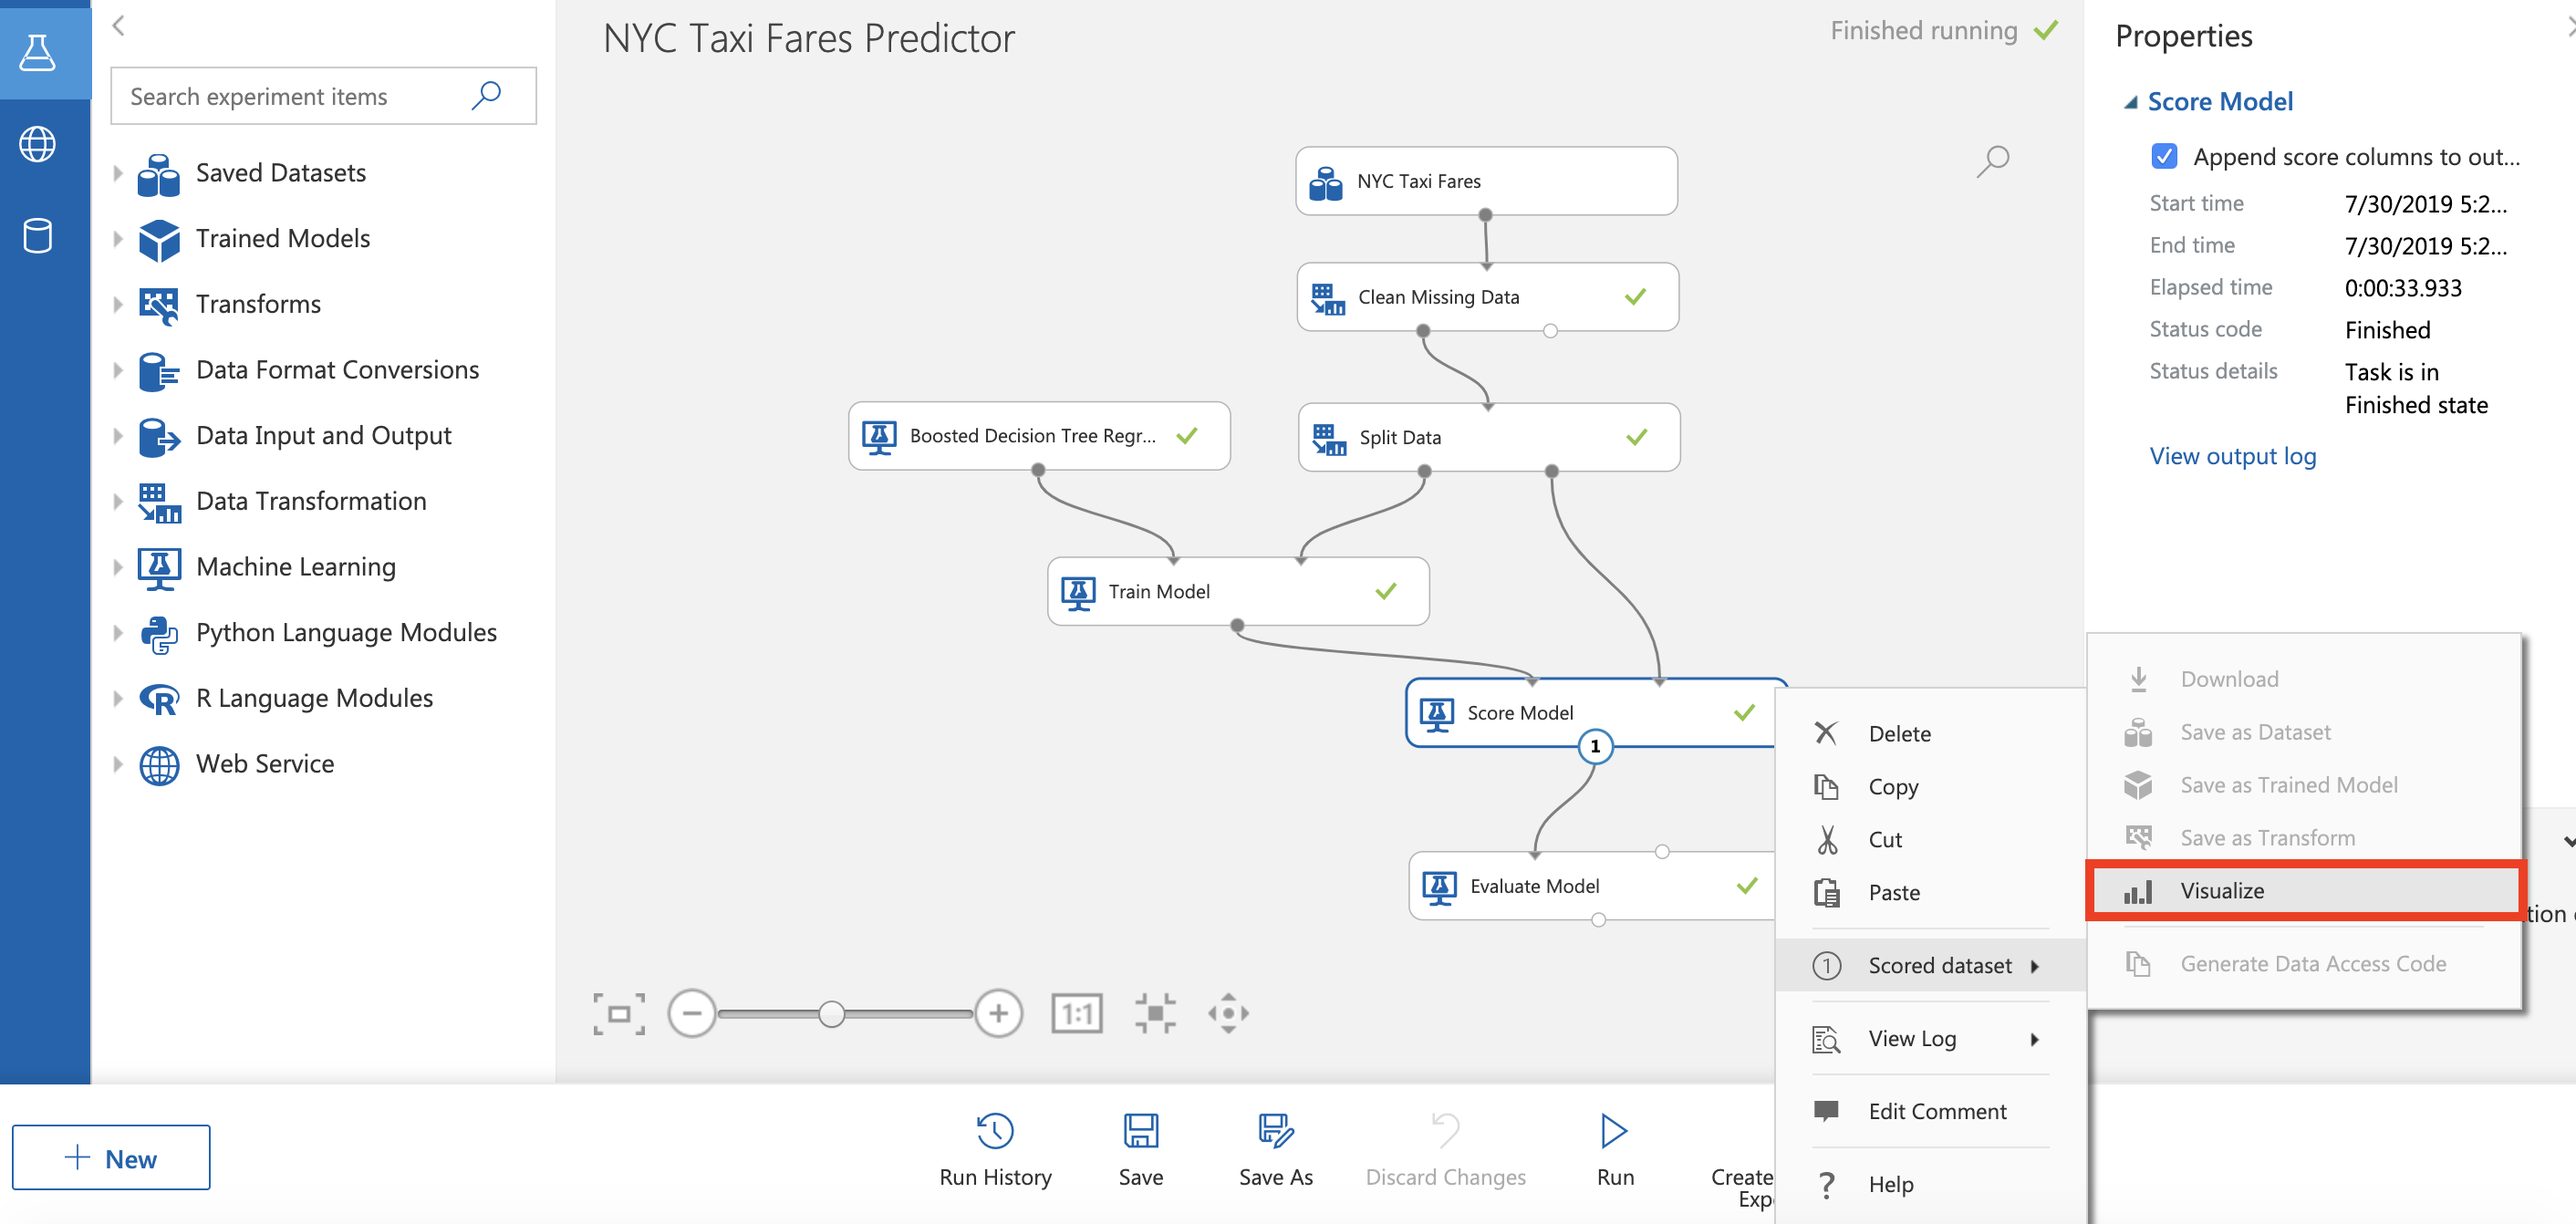 NYC Taxi Fares Predictor
Finished running
Search experiment items
Saved Datasets
Trained Models
Transforms
Data Format Conversions
Data Input and Output
Data Transformation
Machine Learning
Python Language Modules
R Language Modules
Web Service
NYC Taxi Fares
Clean Missing Data
Boosted Decision Tree Regr...
Split Data
Train Model
Score Model
1
Evaluate Model
1:1
Properties
Score Model
Append score columns to out...
Start time 7/30/2019 5:2...
End time 7/30/2019 5:2...
Elapsed time 0:00:33.933
Status code Finished
Status details Task is in
Finished state
View output log
Delete
Copy
Cut
Paste
1 Scored dataset
View Log
Edit Comment
? Help
Download
Save as Dataset
Save as Trained Model
Save as Transform
Visualize
Generate Data Access Code
tion
New
Run History
Save
Save As
Discard Changes
Run
Create
Exp